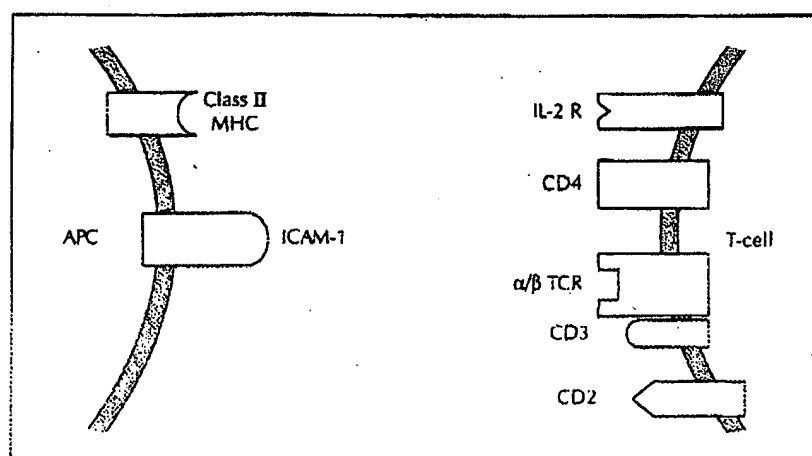 Class II
MHC
APC
ICAM-1
IL-2 R
CD4
T-cell
α/β TCR
CD3
CD2